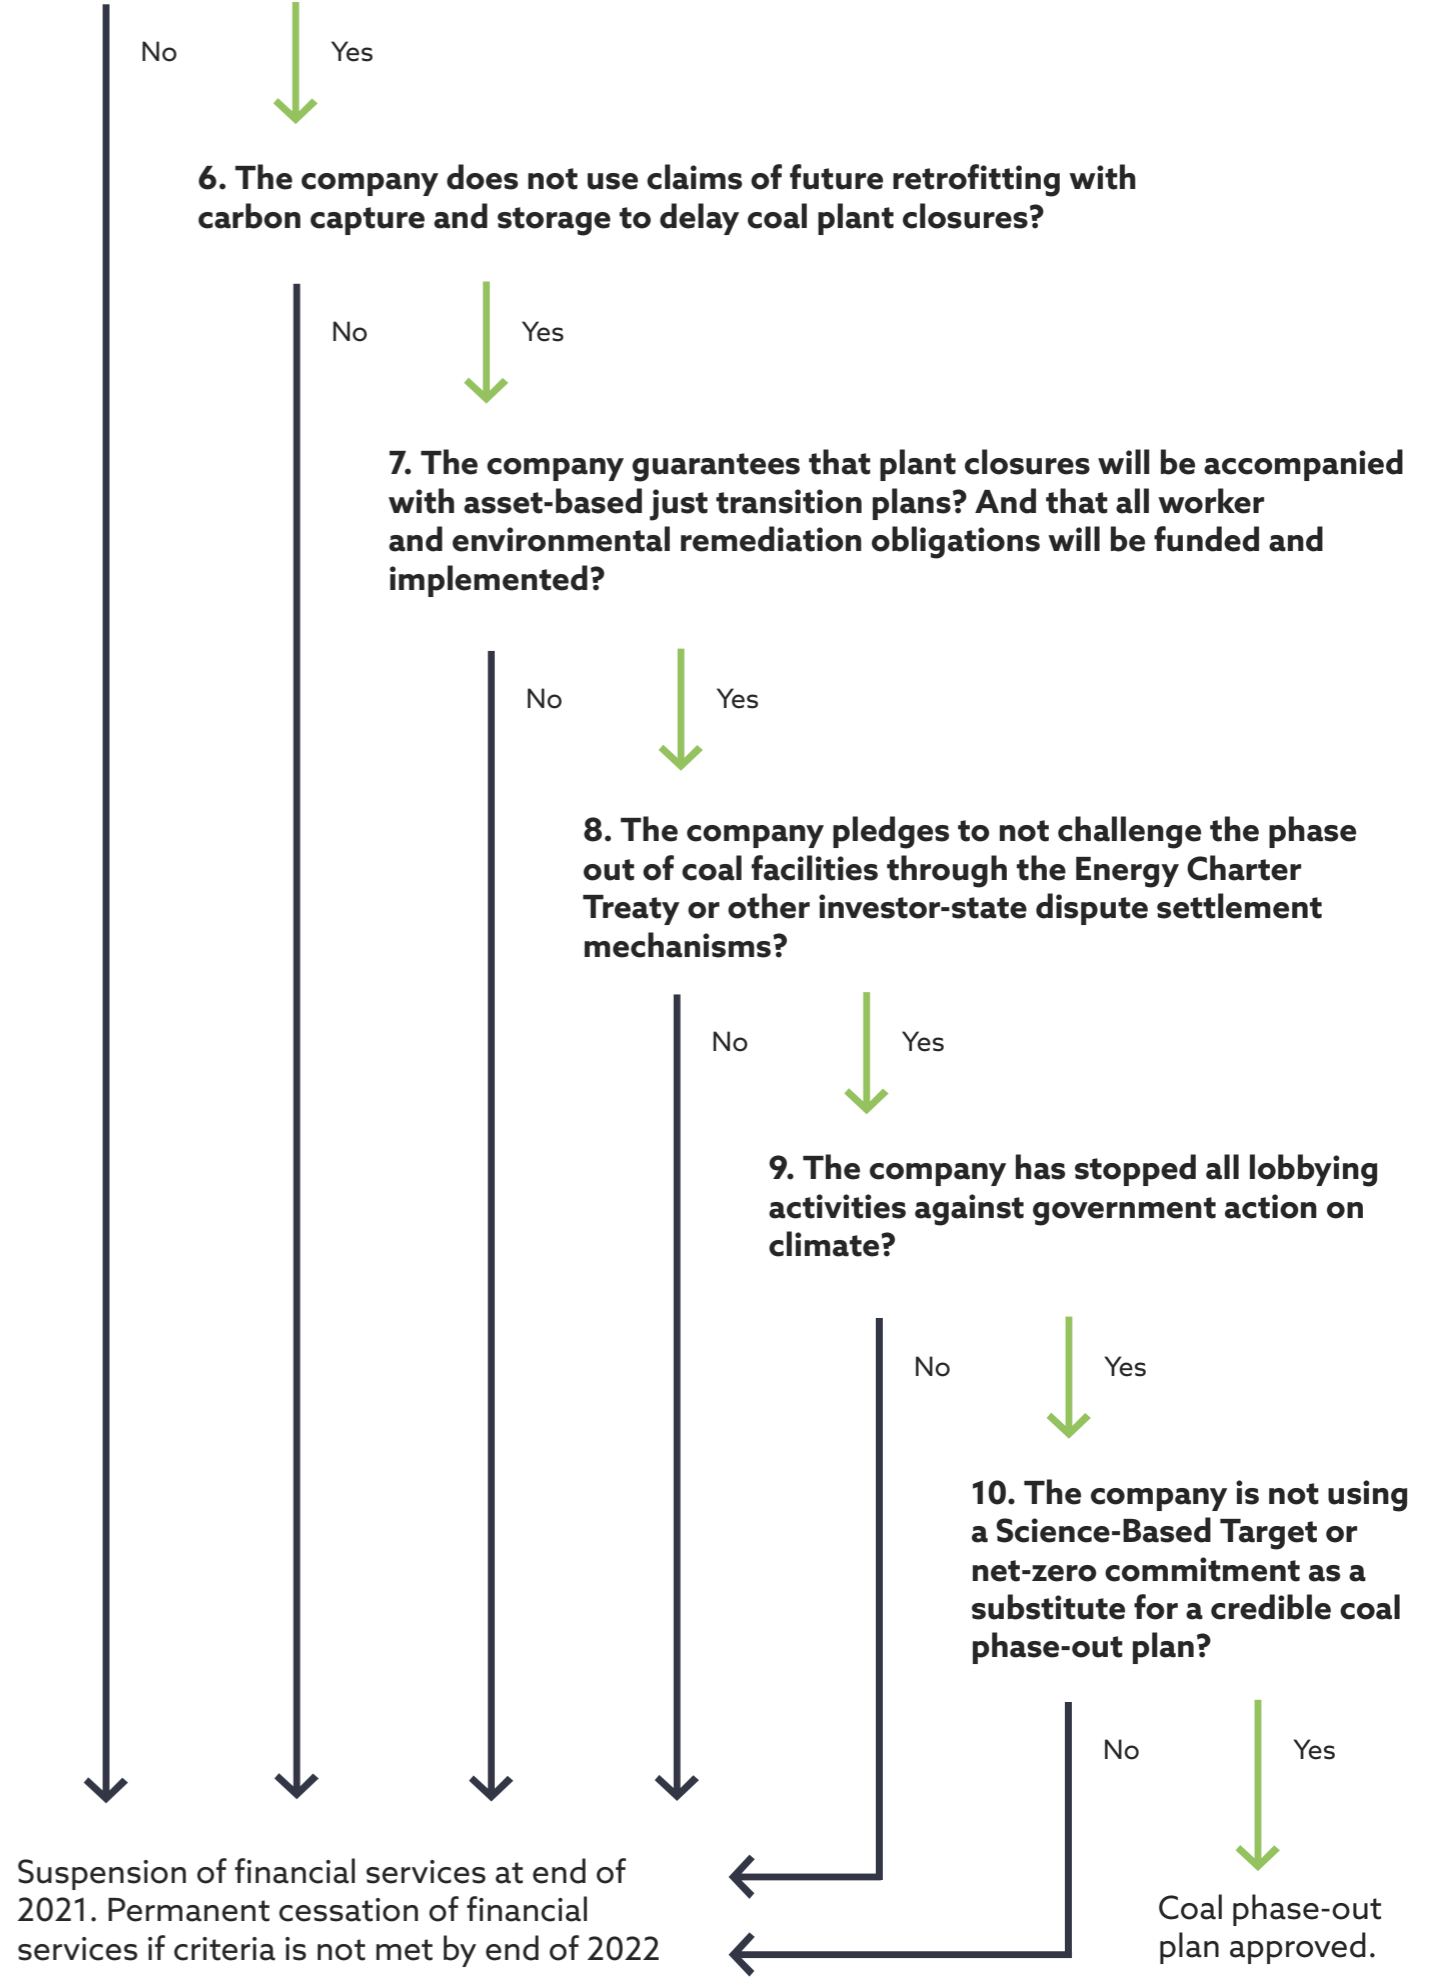 No
Yes
6. The company does not use claims of future retrofitting with
carbon capture and storage to delay coal plant closures?
No
Yes
7. The company guarantees that plant closures will be accompanied
with asset-based just transition plans? And that all worker
and environmental remediation obligations will be funded and
implemented?
No
Yes
8. The company pledges to not challenge the phase
out of coal facilities through the Energy Charter
Treaty or other investor-state dispute settlement
mechanisms?
No
Yes
9. The company has stopped all lobbying
activities against government action on
climate?
No
Yes
10. The company is not using
a Science-Based Target or
net-zero commitment as a
substitute for a credible coal
phase-out plan?
No
Yes
Suspension of financial services at end of
2021. Permanent cessation of financial
services if criteria is not met by end of 2022
Coal phase-out
plan approved.